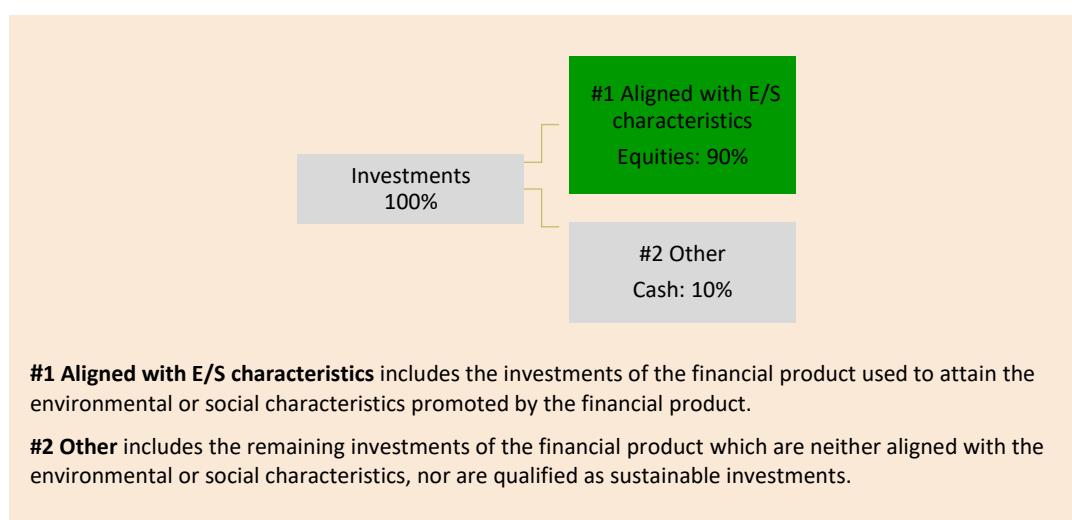 #1 Aligned with E/S
characteristics
Equities: 90%
Investments
100%
#2 Other
Cash: 10%
#1 Aligned with E/S characteristics includes the investments of the financial product used to attain the
environmental or social characteristics promoted by the financial product.
#2 Other includes the remaining investments of the financial product which are neither aligned with the
environmental or social characteristics, nor are qualified as sustainable investments.